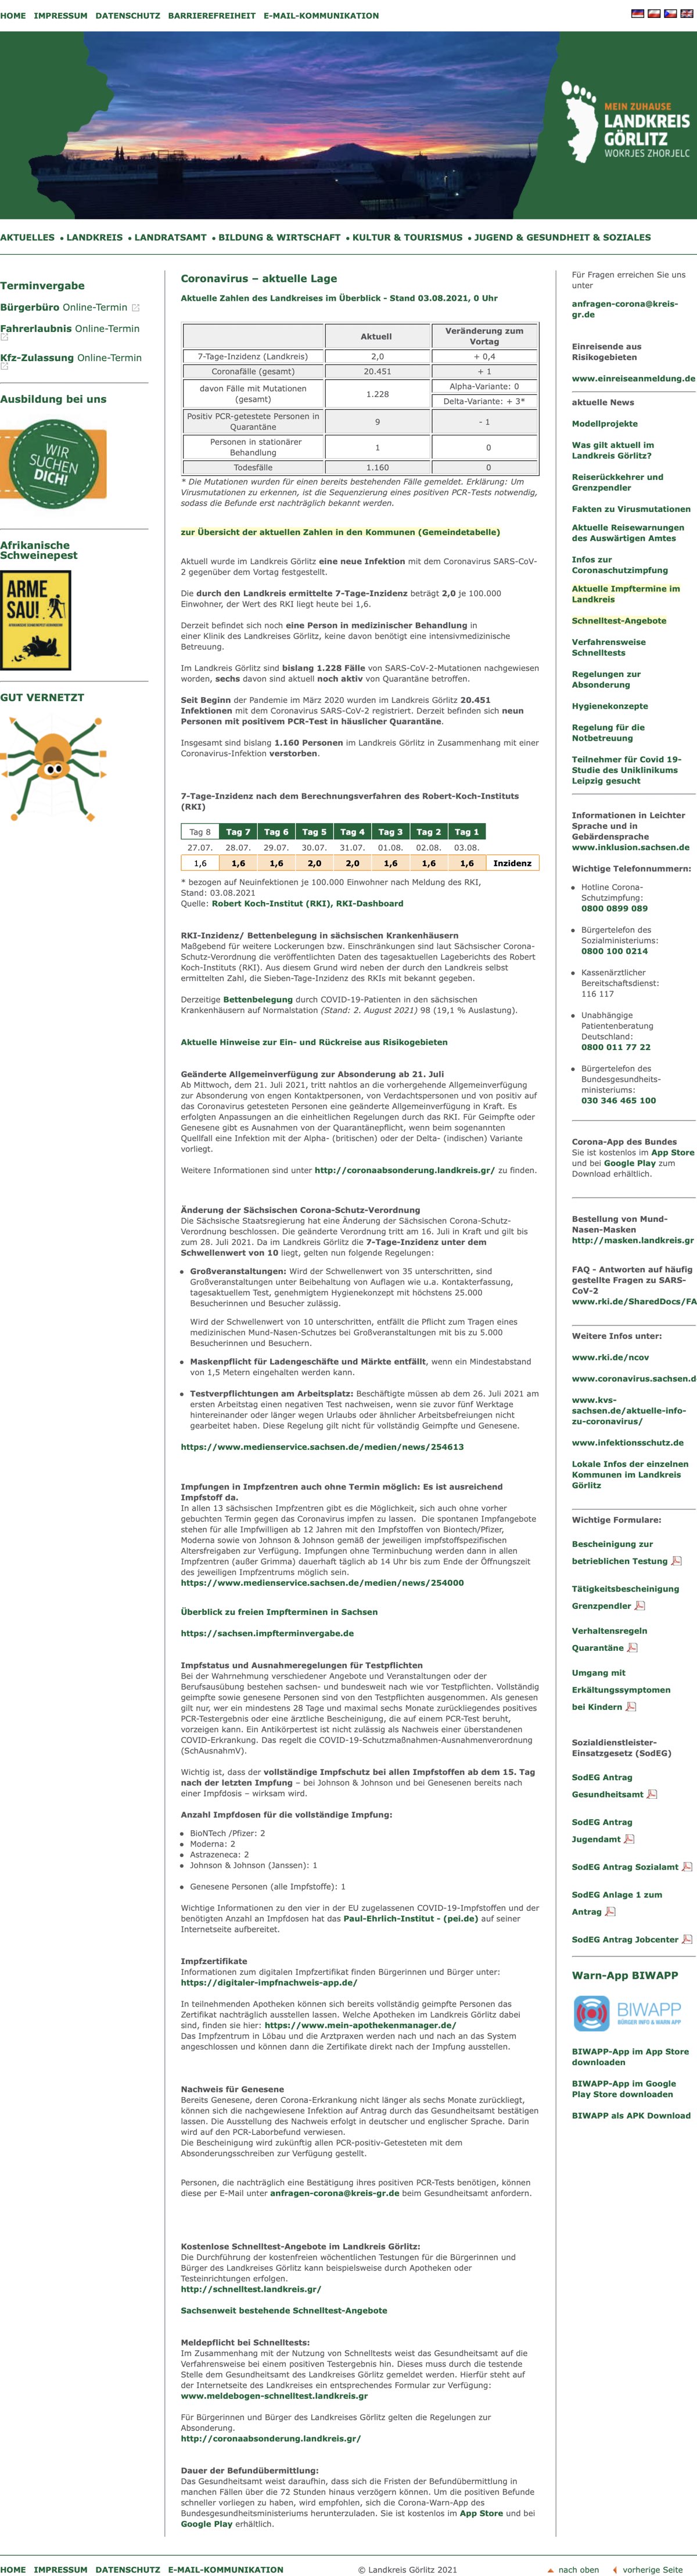 HOME IMPRESSUM DATENSCHUTZ BARRIEREFREIHEIT E-MAIL-KOMMUNIKATION
MEIN ZUHAUSE
LANDKREIS
GÖRLITZ
WOKRJES ZHORJELC
AKTUELLES • LANDKREIS • LANDRATSAMT • BILDUNG & WIRTSCHAFT • KULTUR & TOURISMUS • JUGEND & GESUNDHEIT & SOZIALES
Terminvergabe
Bürgerbüro Online-Termin
Fahrerlaubnis Online-Termin
Kfz-Zulassung Online-Termin
Ausbildung bei uns
WIR
SUCHEN
DICH!
Afrikanische
Schweinepest
ARME
SAU!
GUT VERNETZT
Coronavirus – aktuelle Lage
Aktuelle Zahlen des Landkreises im Überblick - Stand 03.08.2021, 0 Uhr
Aktuell Veränderung zum
Vortag
7-Tage-Inzidenz (Landkreis) 2,0 + 0,4
Coronafälle (gesamt) 20.451 + 1
davon Fälle mit Mutationen
(gesamt) 1.228 Alpha-Variante: 0
Delta-Variante: + 3*
Positiv PCR-getestete Personen in
Quarantäne 9 - 1
Personen in stationärer
Behandlung 1 0
Todesfälle 1.160 0
* Die Mutationen wurden für einen bereits bestehenden Fälle gemeldet. Erklärung: Um
Virusmutationen zu erkennen, ist die Sequenzierung eines positiven PCR-Tests notwendig,
sodass die Befunde erst nachträglich bekannt werden.
zur Übersicht der aktuellen Zahlen in den Kommunen (Gemeindetabelle)
Aktuell wurde im Landkreis Görlitz eine neue Infektion mit dem Coronavirus SARS-CoV-
2 gegenüber dem Vortag festgestellt.
Die durch den Landkreis ermittelte 7-Tage-Inzidenz beträgt 2,0 je 100.000
Einwohner, der Wert des RKI liegt heute bei 1,6.
Derzeit befindet sich noch eine Person in medizinischer Behandlung in
einer Klinik des Landkreises Görlitz, keine davon benötigt eine intensivmedizinische
Betreuung.
Im Landkreis Görlitz sind bislang 1.228 Fälle von SARS-CoV-2-Mutationen nachgewiesen
worden, sechs davon sind aktuell noch aktiv von Quarantäne betroffen.
Seit Beginn der Pandemie im März 2020 wurden im Landkreis Görlitz 20.451
Infektionen mit dem Coronavirus SARS-CoV-2 registriert. Derzeit befinden sich neun
Personen mit positivem PCR-Test in häuslicher Quarantäne.
Insgesamt sind bislang 1.160 Personen im Landkreis Görlitz in Zusammenhang mit einer
Coronavirus-Infektion verstorben.
7-Tage-Inzidenz nach dem Berechnungsverfahren des Robert-Koch-Instituts
(RKI)
Tag 8 Tag 7 Tag 6 Tag 5 Tag 4 Tag 3 Tag 2 Tag 1
27.07. 28.07. 29.07. 30.07. 31.07. 01.08. 02.08. 03.08.
1,6 1,6 1,6 2,0 2,0 1,6 1,6 1,6 Inzidenz
* bezogen auf Neuinfektionen je 100.000 Einwohner nach Meldung des RKI,
Stand: 03.08.2021
Quelle: Robert Koch-Institut (RKI), RKI-Dashboard
RKI-Inzidenz/ Bettenbelegung in sächsischen Krankenhäusern
Maßgebend für weitere Lockerungen bzw. Einschränkungen sind laut Sächsischer Corona-
Schutz-Verordnung die veröffentlichten Daten des tagesaktuellen Lageberichts des Robert
Koch-Instituts (RKI). Aus diesem Grund wird neben der durch den Landkreis selbst
ermittelten Zahl, die Sieben-Tage-Inzidenz des RKIs mit bekannt gegeben.
Derzeitige Bettenbelegung durch COVID-19-Patienten in den sächsischen
Krankenhäusern auf Normalstation (Stand: 2. August 2021) 98 (19,1 % Auslastung).
Aktuelle Hinweise zur Ein- und Rückreise aus Risikogebieten
Geänderte Allgemeinverfügung zur Absonderung ab 21. Juli
Ab Mittwoch, dem 21. Juli 2021, tritt nahtlos an die vorhergehende Allgemeinverfügung
zur Absonderung von engen Kontaktpersonen, von Verdachtspersonen und von positiv auf
das Coronavirus getesteten Personen eine geänderte Allgemeinverfügung in Kraft. Es
erfolgten Anpassungen an die einheitlichen Regelungen durch das RKI. Für Geimpfte oder
Genesene gibt es Ausnahmen von der Quarantänepflicht, wenn beim sogenannten
Quellfall eine Infektion mit der Alpha- (britischen) oder der Delta- (indischen) Variante
vorliegt.
Weitere Informationen sind unter http://coronaabsonderung.landkreis.gr/ zu finden.
Änderung der Sächsischen Corona-Schutz-Verordnung
Die Sächsische Staatsregierung hat eine Änderung der Sächsischen Corona-Schutz-
Verordnung beschlossen. Die geänderte Verordnung tritt am 16. Juli in Kraft und gilt bis
zum 28. Juli 2021. Da im Landkreis Görlitz die 7-Tage-Inzidenz unter dem
Schwellenwert von 10 liegt, gelten nun folgende Regelungen:
• Großveranstaltungen: Wird der Schwellenwert von 35 unterschritten, sind
Großveranstaltungen unter Beibehaltung von Auflagen wie u.a. Kontakterfassung,
tagesaktuellem Test, genehmigtem Hygienekonzept mit höchstens 25.000
Besucherinnen und Besucher zulässig.
Wird der Schwellenwert von 10 unterschritten, entfällt die Pflicht zum Tragen eines
medizinischen Mund-Nasen-Schutzes bei Großveranstaltungen mit bis zu 5.000
Besucherinnen und Besuchern.
• Maskenpflicht für Ladengeschäfte und Märkte entfällt, wenn ein Mindestabstand
von 1,5 Metern eingehalten werden kann.
• Testverpflichtungen am Arbeitsplatz: Beschäftigte müssen ab dem 26. Juli 2021 am
ersten Arbeitstag einen negativen Test nachweisen, wenn sie zuvor fünf Werktage
hintereinander oder länger wegen Urlaubs oder ähnlicher Arbeitsbefreiungen nicht
gearbeitet haben. Diese Regelung gilt nicht für vollständig Geimpfte und Genesene.
https://www.medienservice.sachsen.de/medien/news/254613
Impfungen in Impfzentren auch ohne Termin möglich: Es ist ausreichend
Impfstoff da.
In allen 13 sächsischen Impfzentren gibt es die Möglichkeit, sich auch ohne vorher
gebuchten Termin gegen das Coronavirus impfen zu lassen. Die spontanen Impfangebote
stehen für alle Impfwilligen ab 12 Jahren mit den Impfstoffen von Biontech/Pfizer,
Moderna sowie von Johnson & Johnson gemäß der jeweiligen impfstoffspezifischen
Altersfreigaben zur Verfügung. Impfungen ohne Terminbuchung werden dann in allen
Impfzentren (außer Grimma) dauerhaft täglich ab 14 Uhr bis zum Ende der Öffnungszeit
des jeweiligen Impfzentrums möglich sein.
https://www.medienservice.sachsen.de/medien/news/254000
Überblick zu freien Impfterminen in Sachsen
https://sachsen.impfterminvergabe.de
Impfstatus und Ausnahmeregelungen für Testpflichten
Bei der Wahrnehmung verschiedener Angebote und Veranstaltungen oder der
Berufsausübung bestehen sachsen- und bundesweit nach wie vor Testpflichten. Vollständig
geimpfte sowie genesene Personen sind von den Testpflichten ausgenommen. Als genesen
gilt nur, wer ein mindestens 28 Tage und maximal sechs Monate zurückliegendes positives
PCR-Testergebnis oder eine ärztliche Bescheinigung, die auf einem PCR-Test beruht,
vorzeigen kann. Ein Antikörpertest ist nicht zulässig als Nachweis einer überstandenen
COVID-Erkrankung. Das regelt die COVID-19-Schutzmaßnahmen-Ausnahmenverordnung
(SchAusnahmV).
Wichtig ist, dass der vollständige Impfschutz bei allen Impfstoffen ab dem 15. Tag
nach der letzten Impfung – bei Johnson & Johnson und bei Genesenen bereits nach
einer Impfdosis – wirksam wird.
Anzahl Impfdosen für die vollständige Impfung:
• BioNTech /Pfizer: 2
• Moderna: 2
• Astrazeneca: 2
• Johnson & Johnson (Janssen): 1
• Genesene Personen (alle Impfstoffe): 1
Wichtige Informationen zu den vier in der EU zugelassenen COVID-19-Impfstoffen und der
benötigten Anzahl an Impfdosen hat das Paul-Ehrlich-Institut - (pei.de) auf seiner
Internetseite aufbereitet.
Impfzertifikate
Informationen zum digitalen Impfzertifikat finden Bürgerinnen und Bürger unter:
https://digitaler-impfnachweis-app.de/
In teilnehmenden Apotheken können sich bereits vollständig geimpfte Personen das
Zertifikat nachträglich ausstellen lassen. Welche Apotheken im Landkreis Görlitz dabei
sind, finden sie hier: https://www.mein-apothekenmanager.de/
Das Impfzentrum in Löbau und die Arztpraxen werden nach und nach an das System
angeschlossen und können dann die Zertifikate direkt nach der Impfung ausstellen.
Nachweis für Genesene
Bereits Genesene, deren Corona-Erkrankung nicht länger als sechs Monate zurückliegt,
können sich die nachgewiesene Infektion auf Antrag durch das Gesundheitsamt bestätigen
lassen. Die Ausstellung des Nachweis erfolgt in deutscher und englischer Sprache. Darin
wird auf den PCR-Laborbefund verwiesen.
Die Bescheinigung wird zukünftig allen PCR-positiv-Getesteten mit dem
Absonderungsschreiben zur Verfügung gestellt.
Personen, die nachträglich eine Bestätigung ihres positiven PCR-Tests benötigen, können
diese per E-Mail unter anfragen-corona@kreis-gr.de beim Gesundheitsamt anfordern.
Kostenlose Schnelltest-Angebote im Landkreis Görlitz:
Die Durchführung der kostenfreien wöchentlichen Testungen für die Bürgerinnen und
Bürger des Landkreises Görlitz kann beispielsweise durch Apotheken oder
Testeinrichtungen erfolgen.
http://schnelltest.landkreis.gr/
Sachsenweit bestehende Schnelltest-Angebote
Meldepflicht bei Schnelltests:
Im Zusammenhang mit der Nutzung von Schnelltests weist das Gesundheitsamt auf die
Verfahrensweise bei einem positiven Testergebnis hin. Dieses muss durch die testende
Stelle dem Gesundheitsamt des Landkreises Görlitz gemeldet werden. Hierfür steht auf
der Internetseite des Landkreises ein entsprechendes Formular zur Verfügung:
www.meldebogen-schnelltest.landkreis.gr
Für Bürgerinnen und Bürger des Landkreises Görlitz gelten die Regelungen zur
Absonderung.
http://coronaabsonderung.landkreis.gr/
Dauer der Befundübermittlung:
Das Gesundheitsamt weist daraufhin, dass sich die Fristen der Befundübermittlung in
manchen Fällen über die 72 Stunden hinaus verzögern können. Um die positiven Befunde
schneller vorliegen zu haben, wird empfohlen, sich die Corona-Warn-App des
Bundesgesundheitsministeriums herunterzuladen. Sie ist kostenlos im App Store und bei
Google Play erhältlich.
Für Fragen erreichen Sie uns
unter
anfragen-corona@kreis-
gr.de
Einreisende aus
Risikogebieten
www.einreiseanmeldung.de
aktuelle News
Modellprojekte
Was gilt aktuell im
Landkreis Görlitz?
Reiserückkehrer und
Grenzpendler
Fakten zu Virusmutationen
Aktuelle Reisewarnungen
des Auswärtigen Amtes
Infos zur
Coronaschutzimpfung
Aktuelle Impftermine im
Landkreis
Schnelltest-Angebote
Verfahrensweise
Schnelltests
Regelungen zur
Absonderung
Hygienekonzepte
Regelung für die
Notbetreuung
Teilnehmer für Covid 19-
Studie des Uniklinikums
Leipzig gesucht
Informationen in Leichter
Sprache und in
Gebärdensprache
www.inklusion.sachsen.de
Wichtige Telefonnummern:
• Hotline Corona-
Schutzimpfung:
0800 0899 089
• Bürgertelefon des
Sozialministeriums:
0800 100 0214
• Kassenärztlicher
Bereitschaftsdienst:
116 117
• Unabhängige
Patientenberatung
Deutschland:
0800 011 77 22
• Bürgertelefon des
Bundesgesundheits-
ministeriums:
030 346 465 100
Corona-App des Bundes
Sie ist kostenlos im App Store
und bei Google Play zum
Download erhältlich.
Bestellung von Mund-
Nasen-Masken
http://masken.landkreis.gr
FAQ - Antworten auf häufig
gestellte Fragen zu SARS-
CoV-2
www.rki.de/SharedDocs/FA
Weitere Infos unter:
www.rki.de/ncov
www.coronavirus.sachsen.d
www.kvs-
sachsen.de/aktuelle-info-
zu-coronavirus/
www.infektionsschutz.de
Lokale Infos der einzelnen
Kommunen im Landkreis
Görlitz
Wichtige Formulare:
Bescheinigung zur
betrieblichen Testung
Tätigkeitsbescheinigung
Grenzpendler
Verhaltensregeln
Quarantäne
Umgang mit
Erkältungssymptomen
bei Kindern
Sozialdienstleister-
Einsatzgesetz (SodEG)
SodEG Antrag
Gesundheitsamt
SodEG Antrag
Jugendamt
SodEG Antrag Sozialamt
SodEG Anlage 1 zum
Antrag
SodEG Antrag Jobcenter
Warn-App BIWAPP
BIWAPP
BÜRGER INFO & WARN APP
BIWAPP-App im App Store
downloaden
BIWAPP-App im Google
Play Store downloaden
BIWAPP als APK Download
HOME IMPRESSUM DATENSCHUTZ E-MAIL-KOMMUNIKATION © Landkreis Görlitz 2021 nach oben vorherige Seite